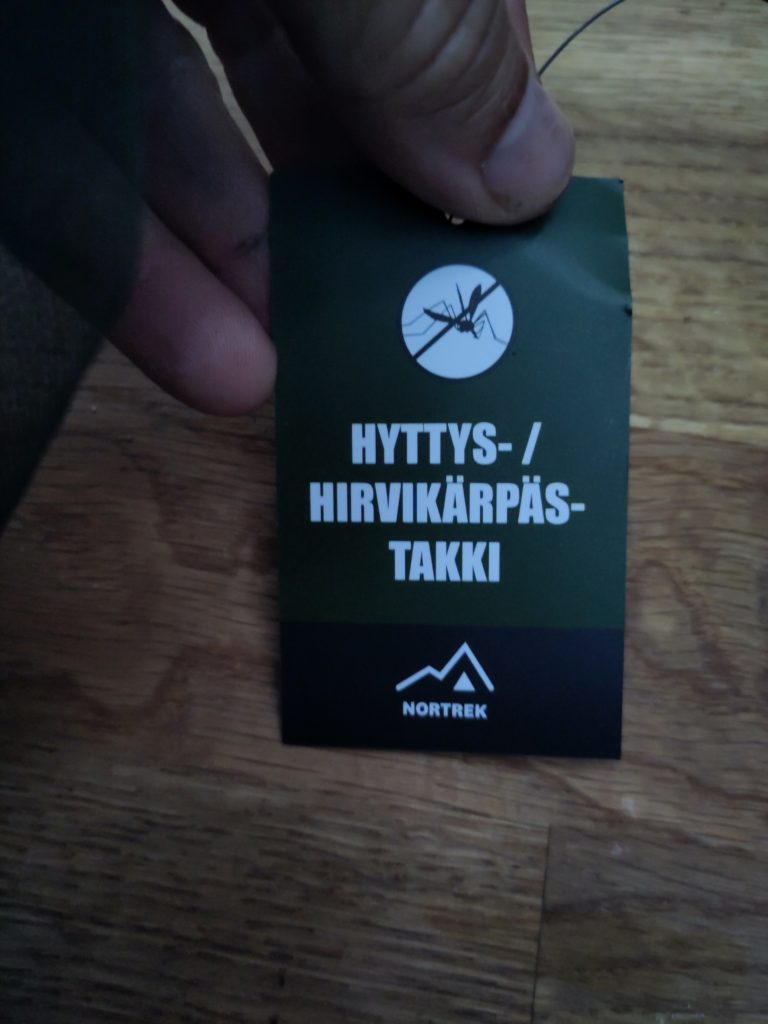 HYTTYS- /
HIRVIKÄRPÄS-
TAKKI
NORTREK